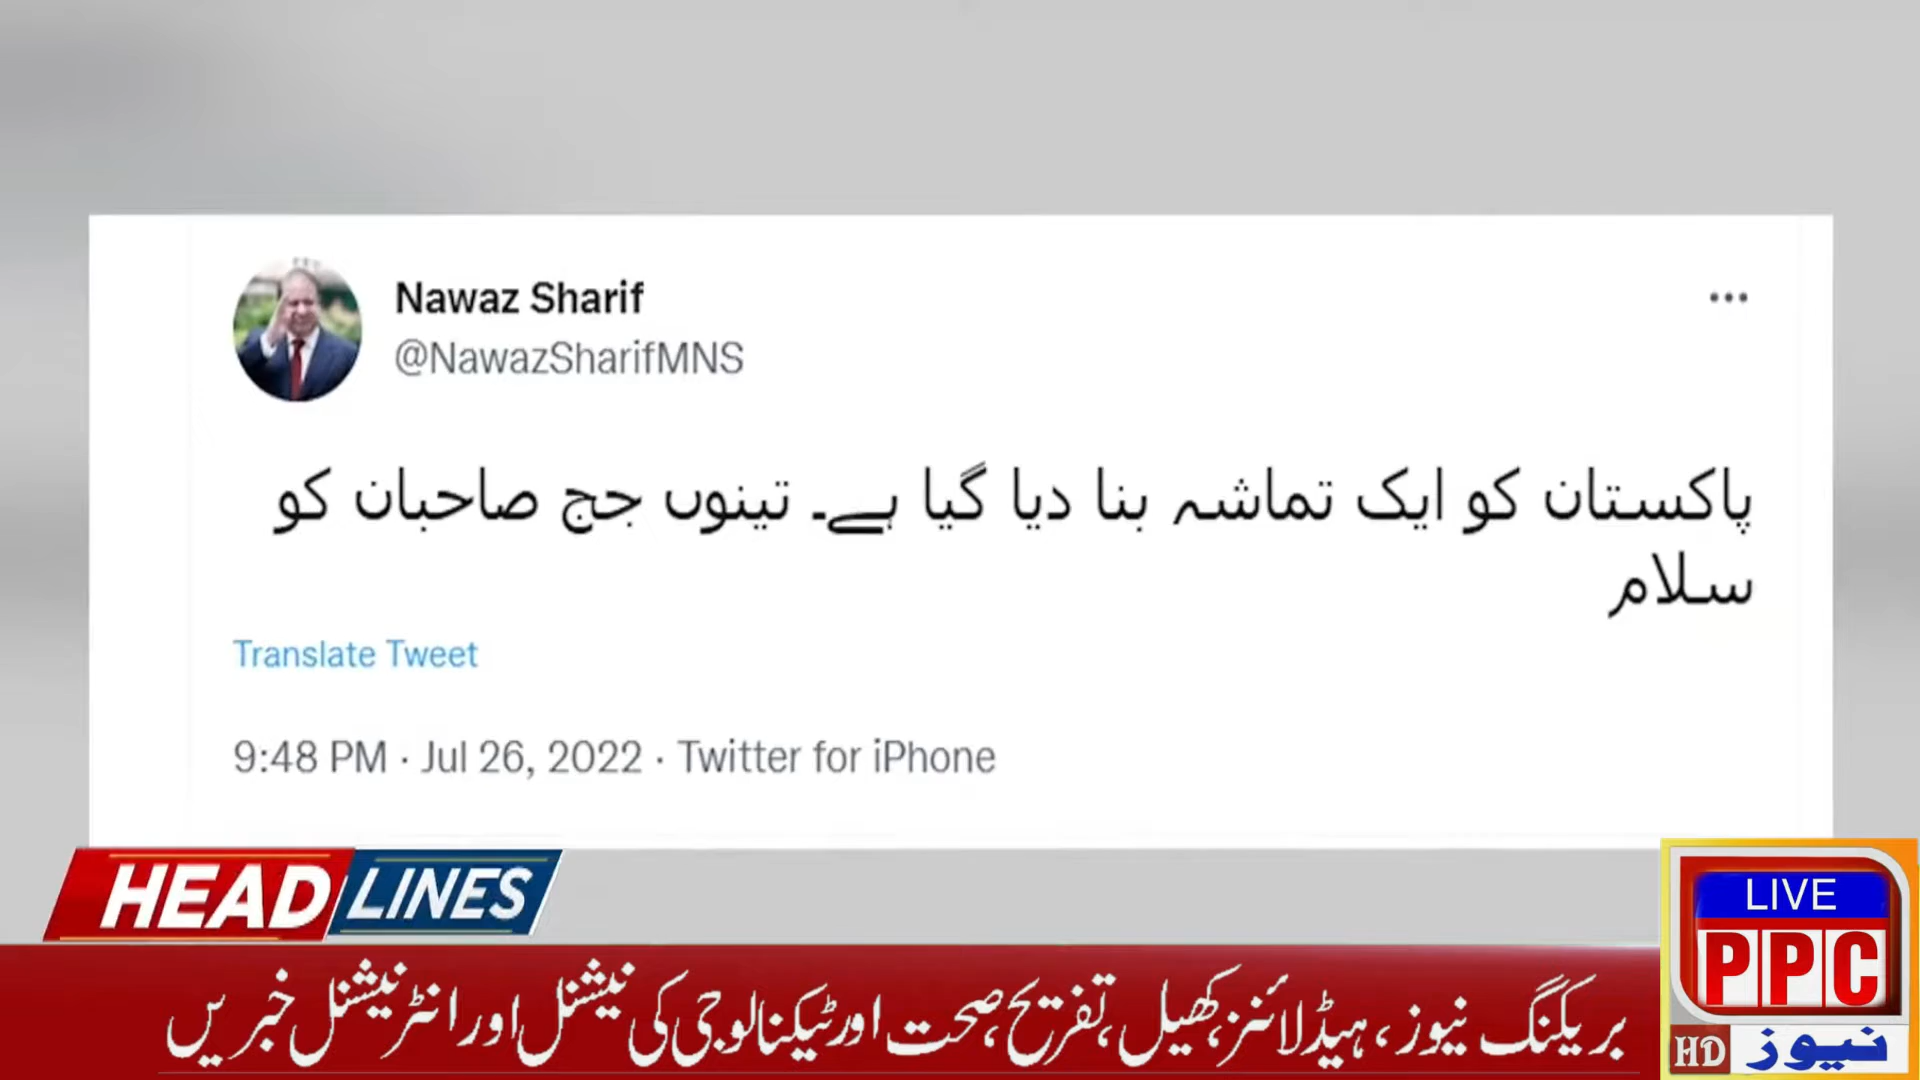 Nawaz Sharif
@NawazSharifMNS
پاکستان کو ایک تماشہ بنا دیا گیا ہے۔ تینوں جج صاحبان کو
سلام
Translate Tweet
9:48 PM · Jul 26, 2022 · Twitter for iPhone
HEADLINES
LIVE
PPC
HD نیوز
بریکنگ نیوز، ہیڈلائنز، کھیل، تفریح، صحت اور ٹیکنالوجی کی نیشنل اور انٹرنیشنل خبریں